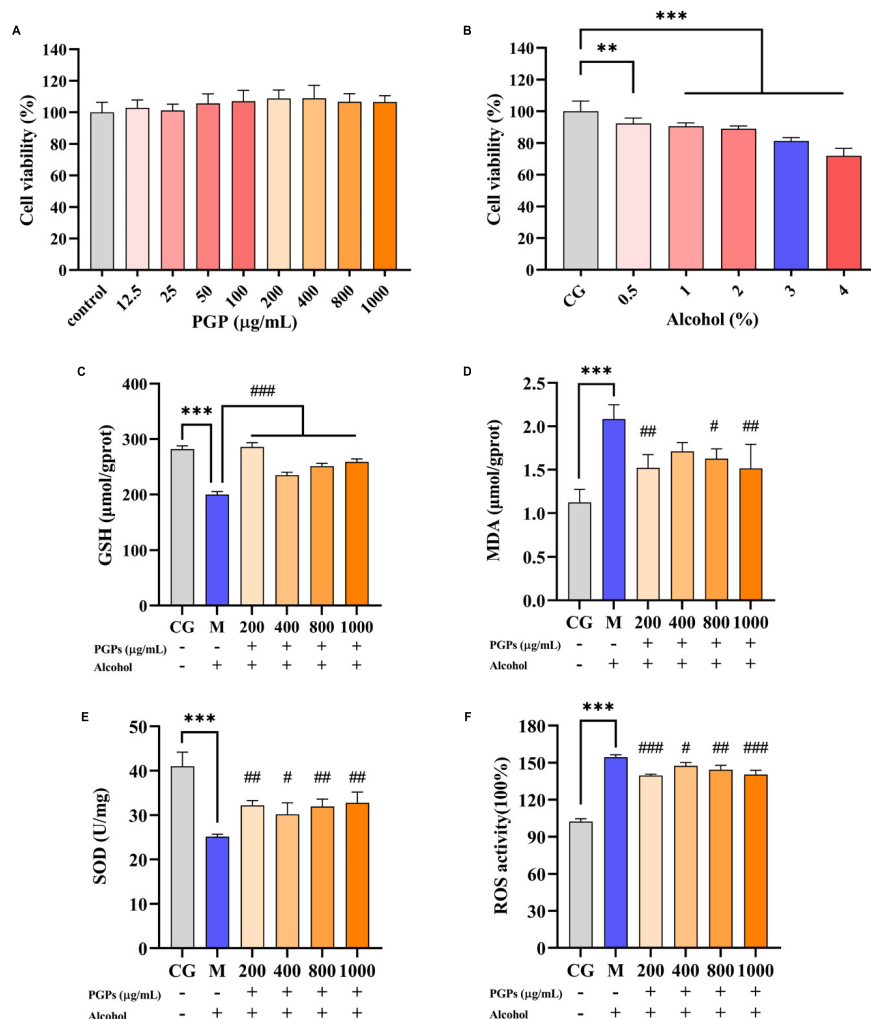 A
Cell viability (%)
140
120
100
80
60
40
20
0
control
12.5
25
50
100
200
400
800
1000
PGP (μg/mL)
B
***
**
Cell viability (%)
140
120
100
80
60
40
20
0
CG
0.5
1
2
3
4
Alcohol (%)
C
###
***
GSH (μmol/gprot)
400
300
200
100
0
CG M 200 400 800 1000
PGPs (μg/mL) - - + + + +
Alcohol - + + + + +
D
***
## # ##
MDA (μmol/gprot)
2.5
2.0
1.5
1.0
0.5
0.0
CG M 200 400 800 1000
PGPs (μg/mL) - - + + + +
Alcohol - + + + + +
E
***
## # ## ##
SOD (U/mg)
50
40
30
20
10
0
CG M 200 400 800 1000
PGPs (μg/mL) - - + + + +
Alcohol - + + + + +
F
***
### # ## ###
ROS activity(100%)
180
150
120
90
60
30
0
CG M 200 400 800 1000
PGPs (μg/mL) - - + + + +
Alcohol - + + + + +